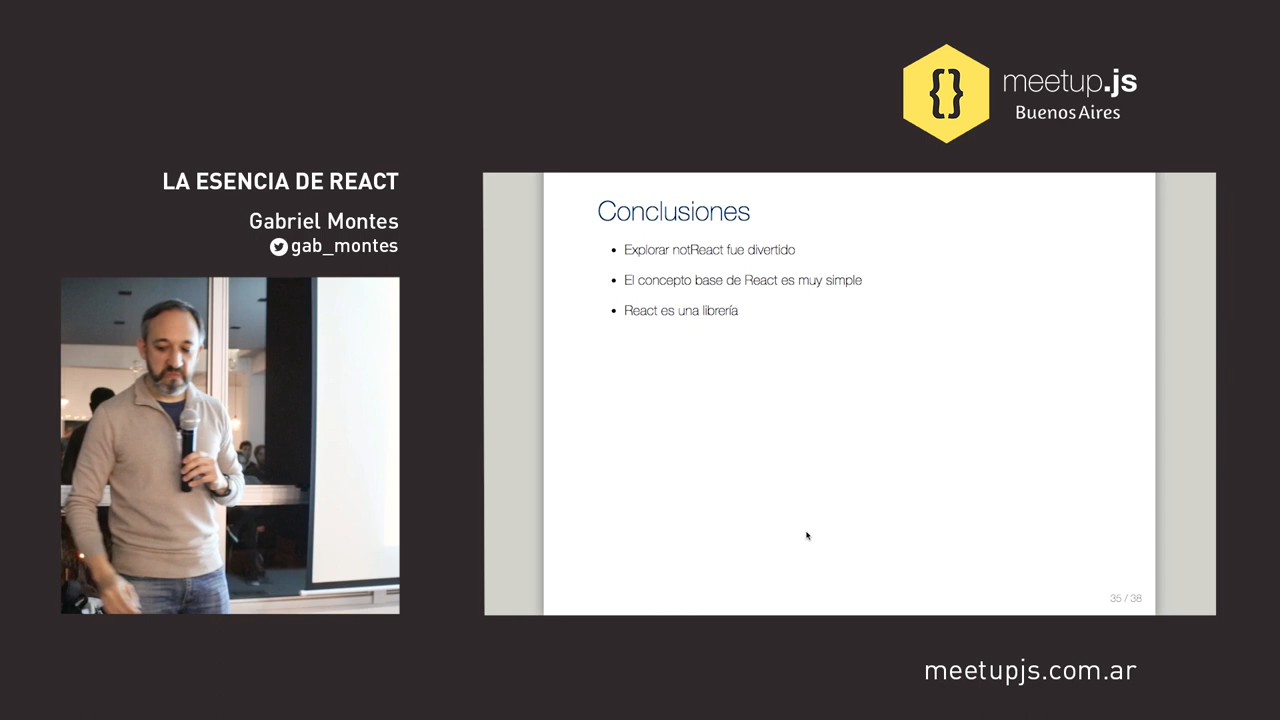 {}
meetup.js
Buenos Aires
LA ESENCIA DE REACT
Gabriel Montes
gab_montes
Conclusiones
• Explorar notReact fue divertido
• El concepto base de React es muy simple
• React es una librería
35 / 38
meetupjs.com.ar